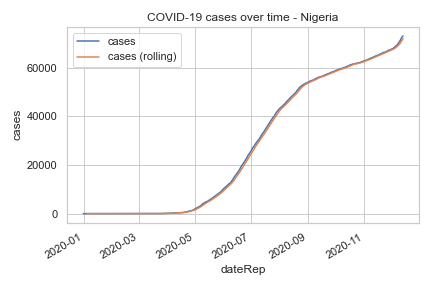 COVID-19 cases over time - Nigeria
cases
cases (rolling)
60000
40000
20000
0
cases
2020-01
2020-03
2020-05
2020-07
2020-09
2020-11
dateRep